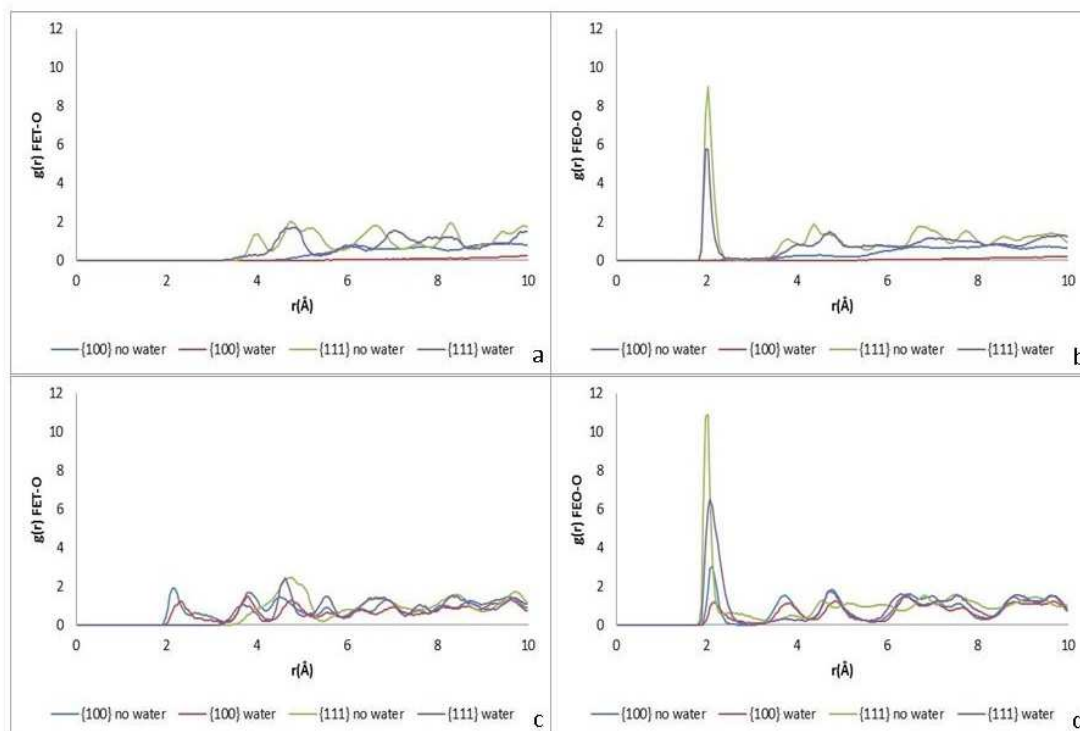 12
10
8
6
4
2
0
g(r) FET-O
0 2 4 6 8 10
r(Å)
{100} no water {100} water {111} no water {111} water
a
12
10
8
6
4
2
0
g(r) FEO-O
0 2 4 6 8 10
r(Å)
{100} no water {100} water {111} no water {111} water
b
12
10
8
6
4
2
0
g(r) FET-O
0 2 4 6 8 10
r(Å)
{100} no water {100} water {111} no water {111} water
c
12
10
8
6
4
2
0
g(r) FEO-O
0 2 4 6 8 10
r(Å)
{100} no water {100} water {111} no water {111} water
d